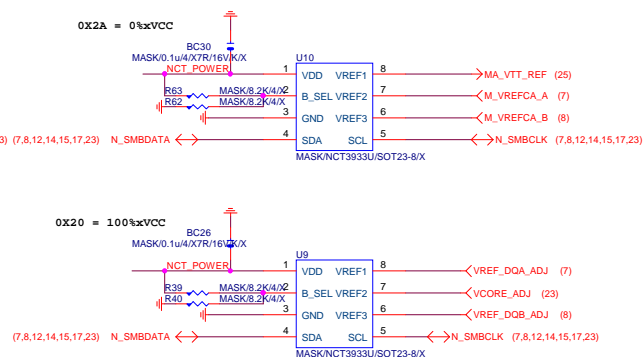 0X2A = 0%xVCC
BC30
MASK/0.1u/4/X7R/16V/K/X
U10
NCT_POWER
1 VDD VREF1 8 MA_VTT_REF (25)
R63 MASK/8.2K/4/X 2 B_SEL VREF2 7 M_VREFCA_A (7)
R62 MASK/8.2K/4/X
3 GND VREF3 6 M_VREFCA_B (8)
3) (7,8,12,14,15,17,23) N_SMBDATA 4 SDA SCL 5 N_SMBCLK (7,8,12,14,15,17,23)
MASK/NCT3933U/SOT23-8/X
0X20 = 100%xVCC
BC26
MASK/0.1u/4/X7R/16V/K/X
U9
NCT_POWER
1 VDD VREF1 8 VREF_DQA_ADJ (7)
R39 MASK/8.2K/4/X 2 B_SEL VREF2 7 VCORE_ADJ (23)
R40 MASK/8.2K/4/X
3 GND VREF3 6 VREF_DQB_ADJ (8)
(7,8,12,14,15,17,23) N_SMBDATA 4 SDA SCL 5 N_SMBCLK (7,8,12,14,15,17,23)
MASK/NCT3933U/SOT23-8/X